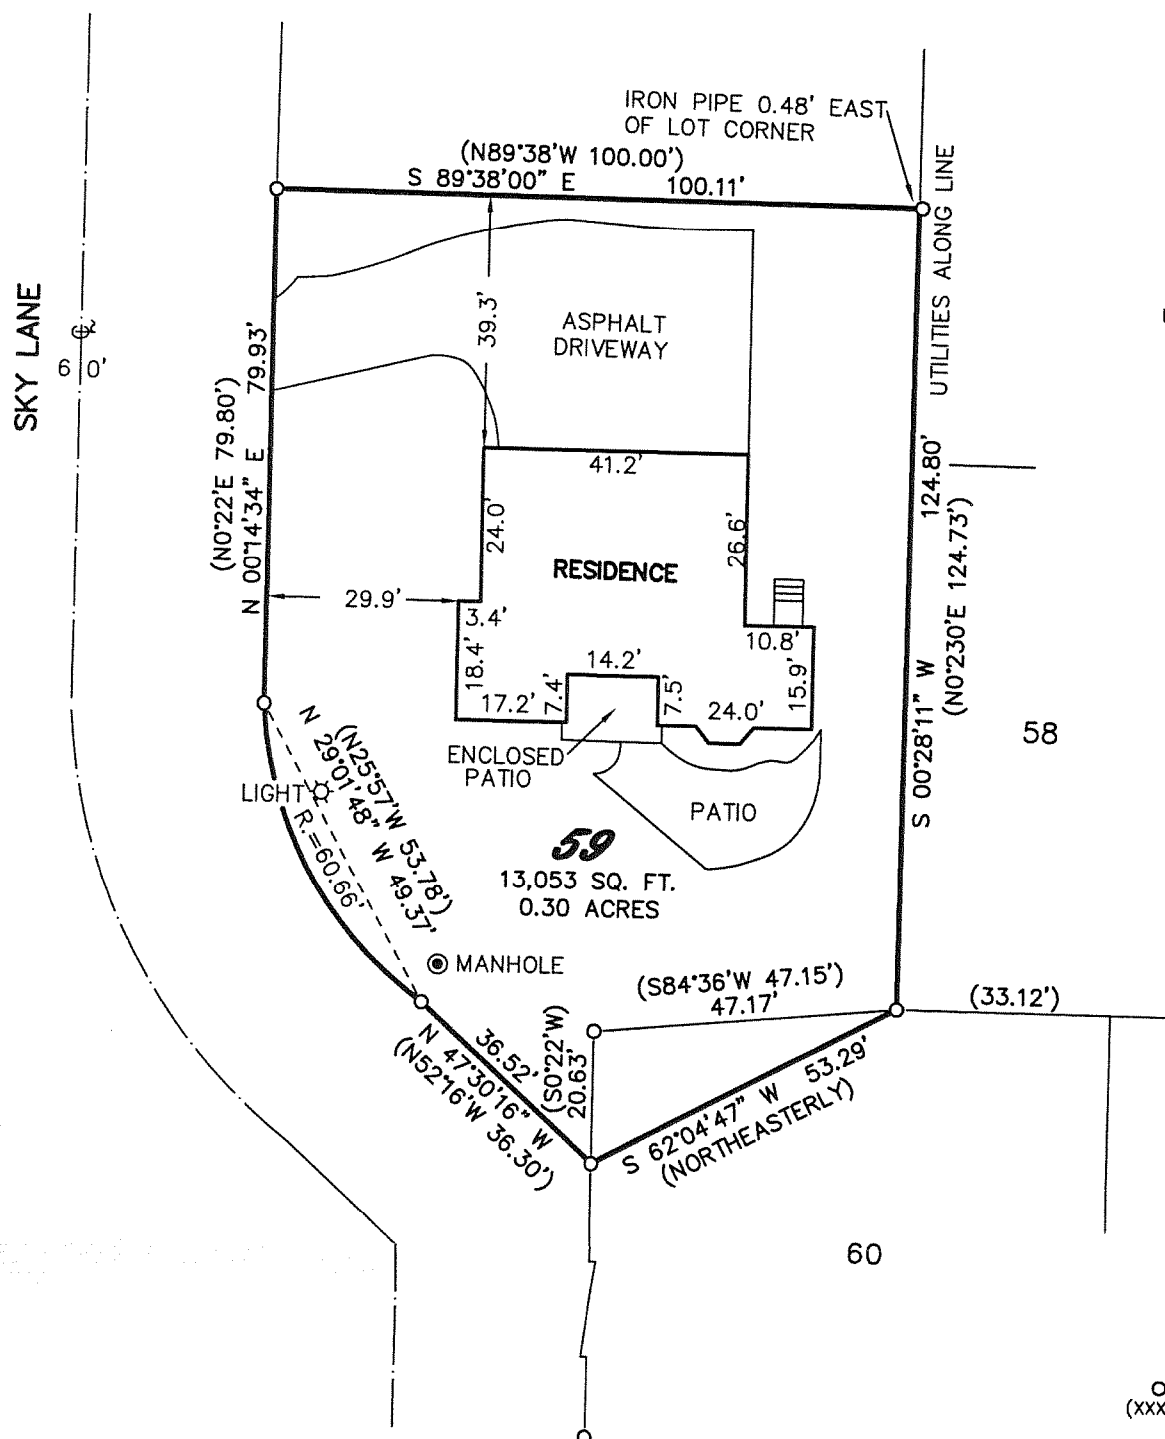 IRON PIPE 0.48' EAST
OF LOT CORNER
(N89°38'W 100.00')
S 89°38'00" E 100.11'
UTILITIES ALONG LINE
SKY LANE
℄
60'
(N0°22'E 79.80')
N 00°14'34" E 79.93'
39.3'
ASPHALT
DRIVEWAY
41.2'
24.0'
26.6'
RESIDENCE
124.80'
S 00°28'11" W
(N0°230'E 124.73')
29.9'
3.4'
18.4'
10.8'
15.9'
14.2'
17.2'
7.4'
7.5'
24.0'
58
ENCLOSED
PATIO
PATIO
LIGHT
(N25°57'W 53.78')
N 29°01'48" W 49.37'
R.=60.66'
59
13,053 SQ. FT.
0.30 ACRES
MANHOLE
(S84°36'W 47.15')
47.17'
(33.12')
(S0°22'W)
20.63'
36.52'
N 47°30'16" W
(N52°16'W 36.30')
53.29'
S 62°04'47" W
(NORTHEASTERLY)
60
(xxx